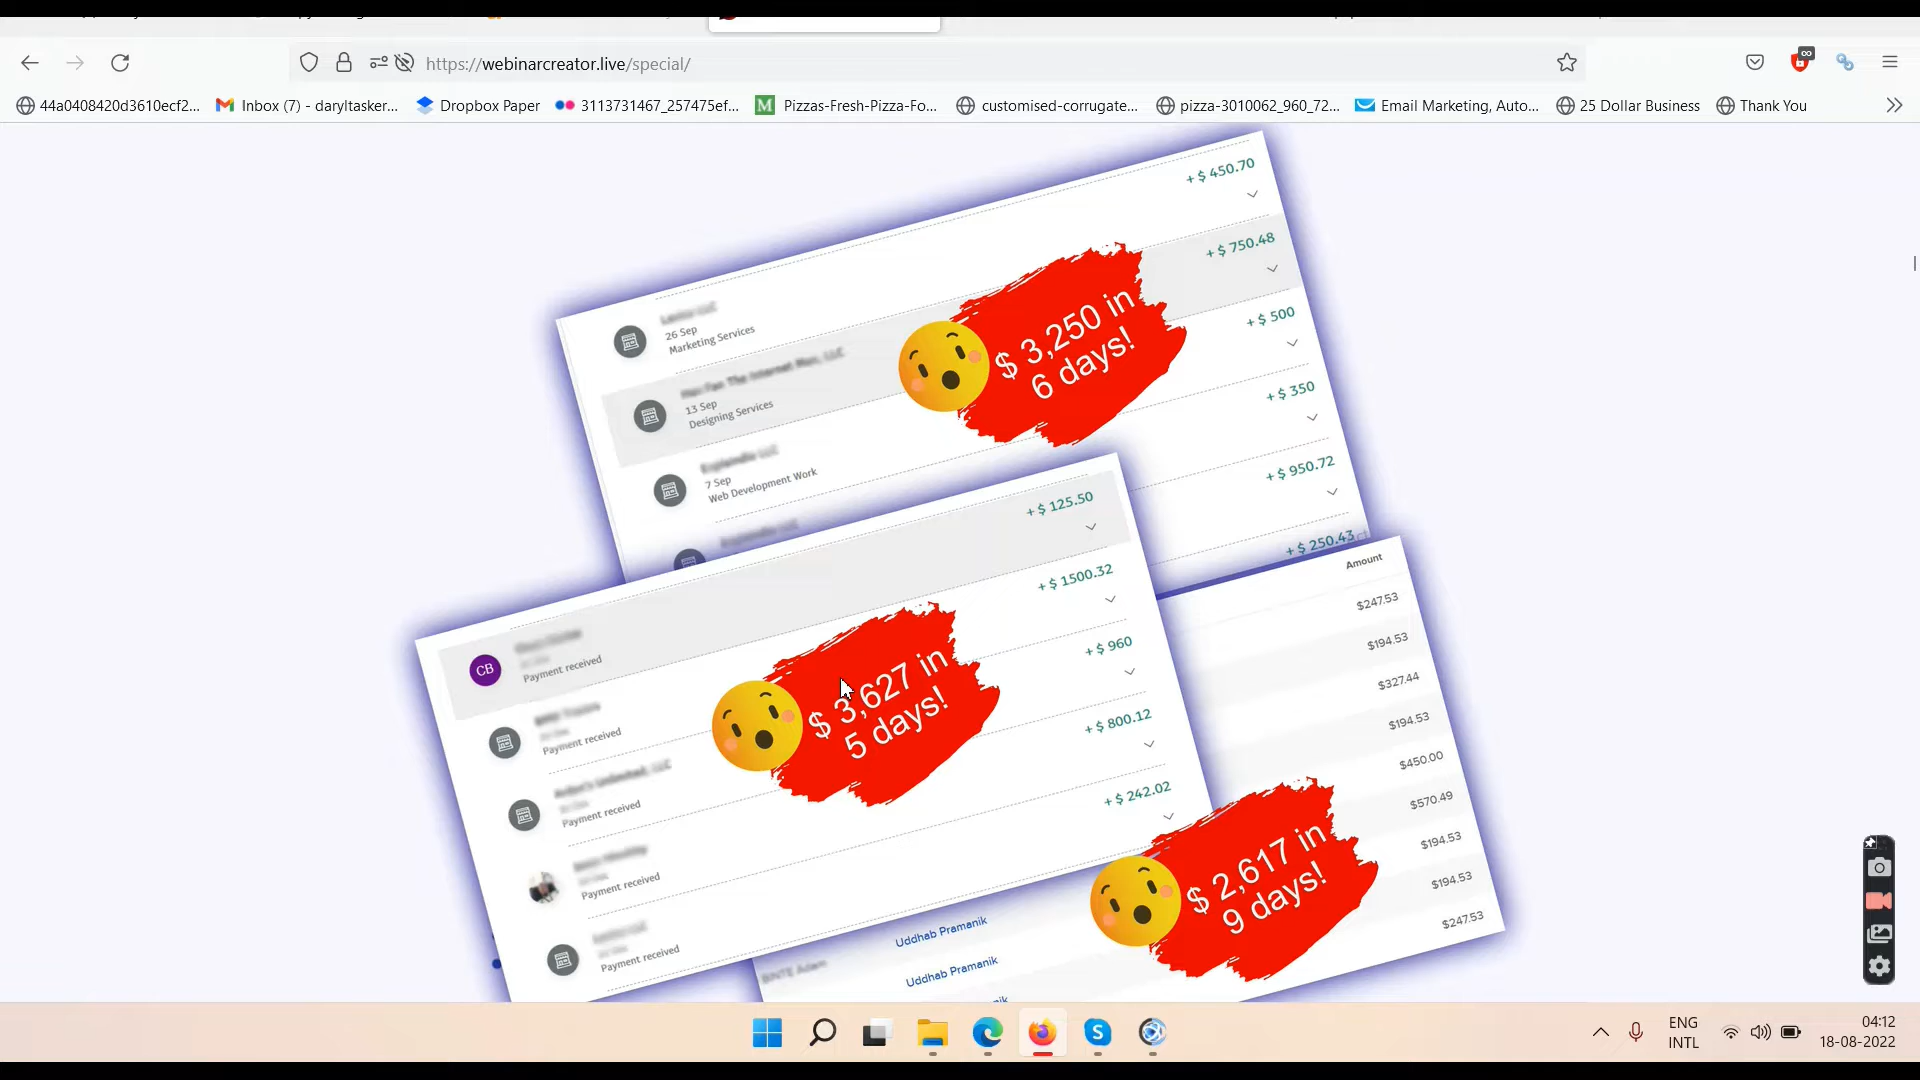 https://webinarcreator.live/special/
44a0408420d3610ecf2...
Inbox (7) - daryltasker...
Dropbox Paper
3113731467_257475ef...
M
Pizzas-Fresh-Pizza-Fo...
customised-corrugate...
pizza-3010062_960_72...
Email Marketing, Auto...
25 Dollar Business
Thank You
+ $ 450.70
26 Sep
Marketing Services
+ $ 750.48
13 Sep
Designing Services
+ $ 500
7 Sep
Web Development Work
+ $ 350
+ $ 950.72
+ $ 250.43
$ 3,250 in
6 days!
+ $ 125.50
CB
Payment received
+ $ 1500.32
Payment received
+ $ 960
Payment received
+ $ 800.12
Payment received
+ $ 242.02
Payment received
$ 3,627 in
5 days!
Amount
$247.53
$194.53
$327.44
$194.53
$450.00
$570.49
$194.53
$194.53
$247.53
Uddhab Pramanik
Uddhab Pramanik
$ 2,617 in
9 days!
S
ENG
INTL
04:12
18-08-2022